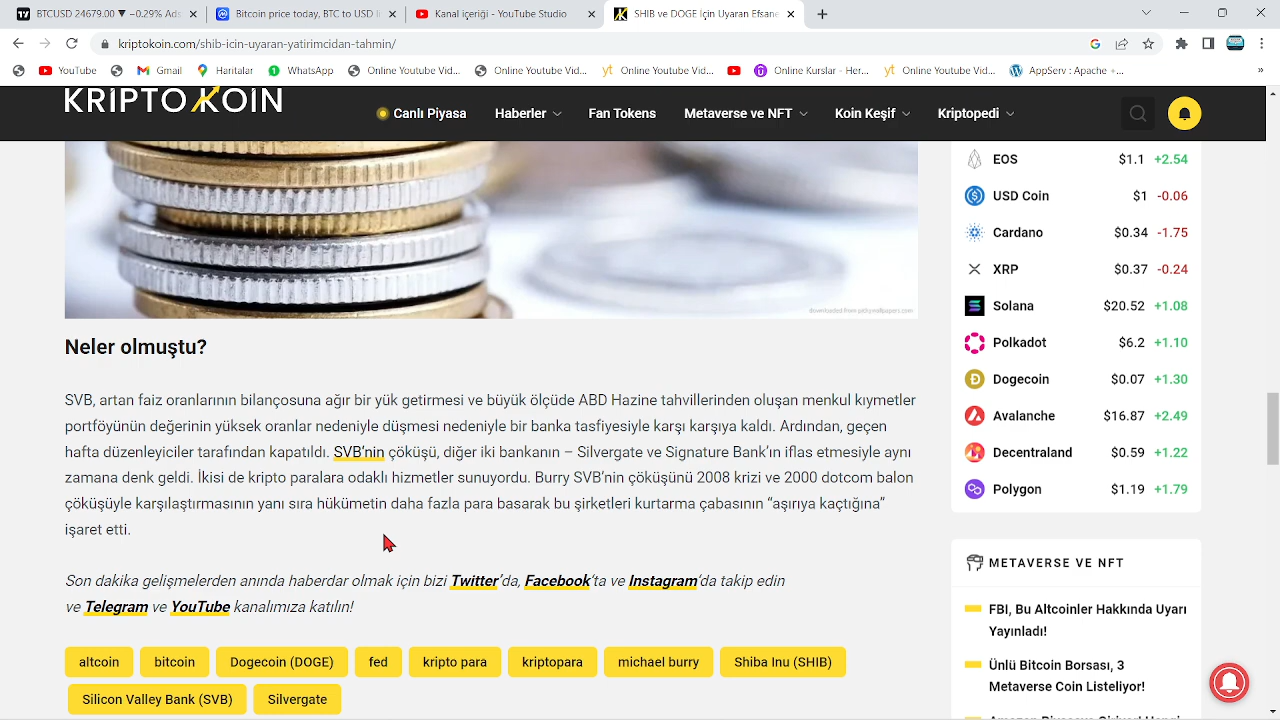 BTCUSD 24679.00 ▼ −0.29% Ads
Bitcoin price today, BTC to USD li
Kanal içeriği - YouTube Studio
SHIB ve DOGE İçin Uyaran Efsane
kriptokoin.com/shib-icin-uyaran-yatirimcidan-tahmin/
YouTube
Gmail
Haritalar
WhatsApp
Online Youtube Vid...
Online Youtube Vid...
Online Youtube Vid...
Online Kurslar - Her...
Online Youtube Vid...
AppServ : Apache +...
KRIPTOKOIN
Canlı Piyasa
Haberler
Fan Tokens
Metaverse ve NFT
Koin Keşif
Kriptopedi
Neler olmuştu?
SVB, artan faiz oranlarının bilançosuna ağır bir yük getirmesi ve büyük ölçüde ABD Hazine tahvillerinden oluşan menkul kıymetler
portföyünün değerinin yüksek oranlar nedeniyle düşmesi nedeniyle bir banka tasfiyesiyle karşı karşıya kaldı. Ardından, geçen
hafta düzenleyiciler tarafından kapatıldı. SVB’nin çöküşü, diğer iki bankanın – Silvergate ve Signature Bank’ın iflas etmesiyle aynı
zamana denk geldi. İkisi de kripto paralara odaklı hizmetler sunuyordu. Burry SVB’nin çöküşünü 2008 krizi ve 2000 dotcom balon
çöküşüyle karşılaştırmasının yanı sıra hükümetin daha fazla para basarak bu şirketleri kurtarma çabasının “aşırıya kaçtığına”
işaret etti.
Son dakika gelişmelerden anında haberdar olmak için bizi Twitter’da, Facebook’ta ve Instagram’da takip edin
ve Telegram ve YouTube kanalımıza katılın!
altcoin
bitcoin
Dogecoin (DOGE)
fed
kripto para
kriptopara
michael burry
Shiba Inu (SHIB)
Silicon Valley Bank (SVB)
Silvergate
EOS $1.1 +2.54
USD Coin $1 -0.06
Cardano $0.34 -1.75
XRP $0.37 -0.24
Solana $20.52 +1.08
Polkadot $6.2 +1.10
Dogecoin $0.07 +1.30
Avalanche $16.87 +2.49
Decentraland $0.59 +1.22
Polygon $1.19 +1.79
METAVERSE VE NFT
FBI, Bu Altcoinler Hakkında Uyarı
Yayınladı!
Ünlü Bitcoin Borsası, 3
Metaverse Coin Listeliyor!